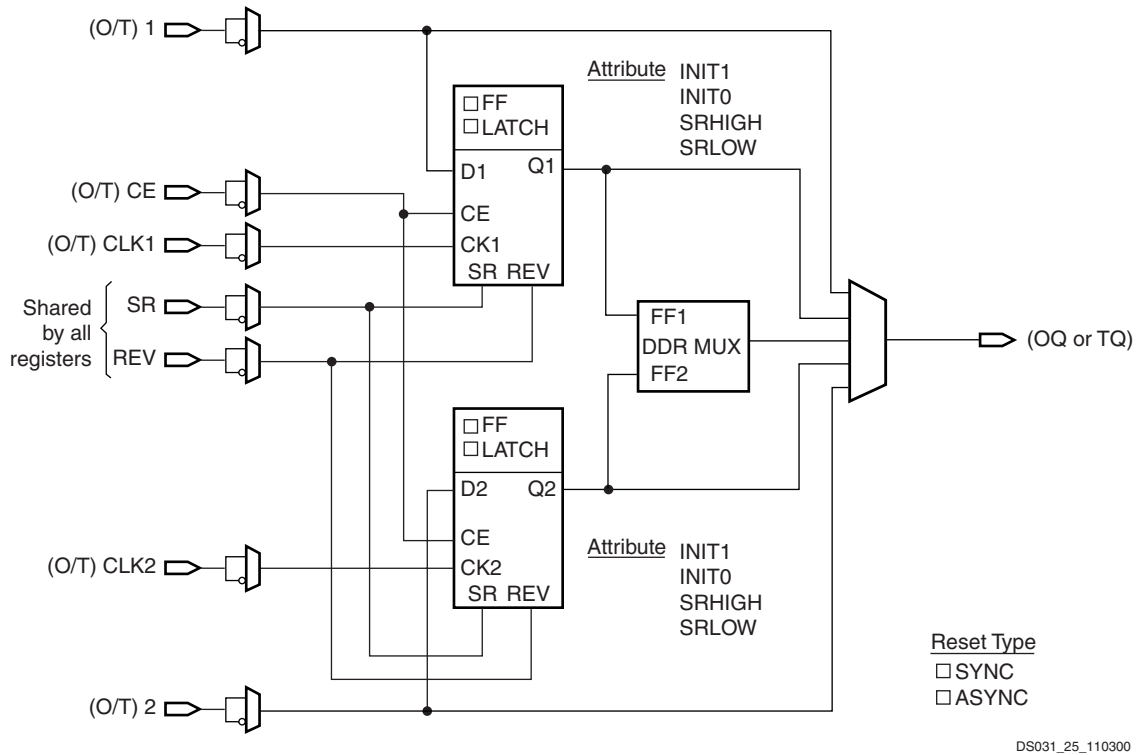 (O/T) 1
Attribute INIT1
INIT0
SRHIGH
SRLOW
FF
LATCH
D1 Q1
(O/T) CE
CE
(O/T) CLK1
CK1
SR REV
Shared
by all
registers
SR
REV
FF1
DDR MUX
FF2
(OQ or TQ)
FF
LATCH
D2 Q2
CE
(O/T) CLK2
CK2
SR REV
Attribute INIT1
INIT0
SRHIGH
SRLOW
Reset Type
SYNC
ASYNC
(O/T) 2
DS031_25_110300